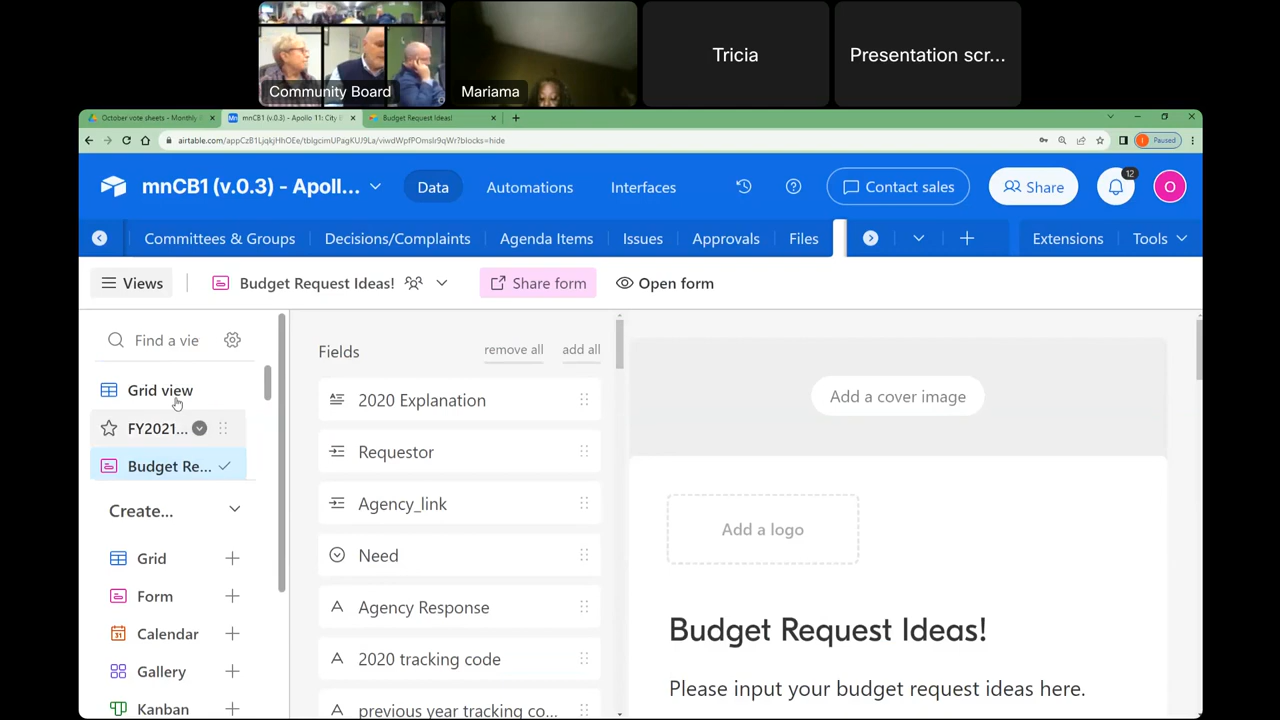 Community Board
Mariama
Tricia
Presentation scr...
October vote sheets - Monthly
mnCB1 (v.0.3) - Apollo 11: City
Budget Request Ideas!
airtable.com/appCzB1LjqkjHhOEe/tblgcimUPagKUJ9La/viwdWpfPOmsIr9qWr?blocks=hide
Paused
mnCB1 (v.0.3) - Apoll...
Data
Automations
Interfaces
Contact sales
Share
12
O
Committees & Groups
Decisions/Complaints
Agenda Items
Issues
Approvals
Files
Extensions
Tools
Views
Budget Request Ideas!
Share form
Open form
Find a vie
Grid view
FY2021...
Budget Re...
Create...
Grid
Form
Calendar
Gallery
Kanban
Fields
remove all
add all
2020 Explanation
Requestor
Agency_link
Need
Agency Response
2020 tracking code
previous year tracking co...
Add a cover image
Add a logo
Budget Request Ideas!
Please input your budget request ideas here.